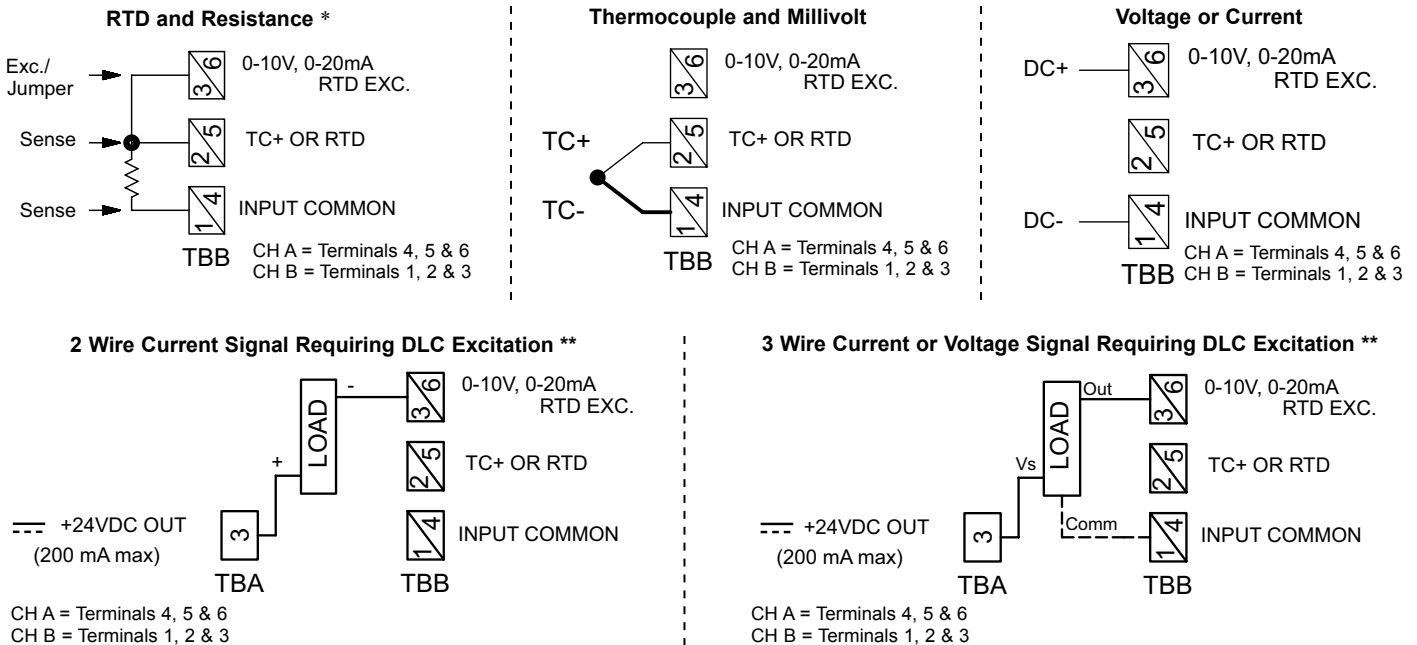 RTD and Resistance *
Exc./
Jumper
Sense
Sense
3/6
0-10V, 0-20mA
RTD EXC.
2/5
TC+ OR RTD
1/4
INPUT COMMON
TBB
CH A = Terminals 4, 5 & 6
CH B = Terminals 1, 2 & 3
Thermocouple and Millivolt
TC+
TC-
3/6
0-10V, 0-20mA
RTD EXC.
2/5
TC+ OR RTD
1/4
INPUT COMMON
TBB
CH A = Terminals 4, 5 & 6
CH B = Terminals 1, 2 & 3
Voltage or Current
DC+
3/6
0-10V, 0-20mA
RTD EXC.
2/5
TC+ OR RTD
DC-
1/4
INPUT COMMON
TBB
CH A = Terminals 4, 5 & 6
CH B = Terminals 1, 2 & 3
2 Wire Current Signal Requiring DLC Excitation **
-
LOAD
+
3/6
0-10V, 0-20mA
RTD EXC.
2/5
TC+ OR RTD
1/4
INPUT COMMON
+24VDC OUT
(200 mA max)
3
TBA
TBB
CH A = Terminals 4, 5 & 6
CH B = Terminals 1, 2 & 3
3 Wire Current or Voltage Signal Requiring DLC Excitation **
Out
LOAD
Vs
Comm
3/6
0-10V, 0-20mA
RTD EXC.
2/5
TC+ OR RTD
1/4
INPUT COMMON
+24VDC OUT
(200 mA max)
3
TBA
TBB
CH A = Terminals 4, 5 & 6
CH B = Terminals 1, 2 & 3